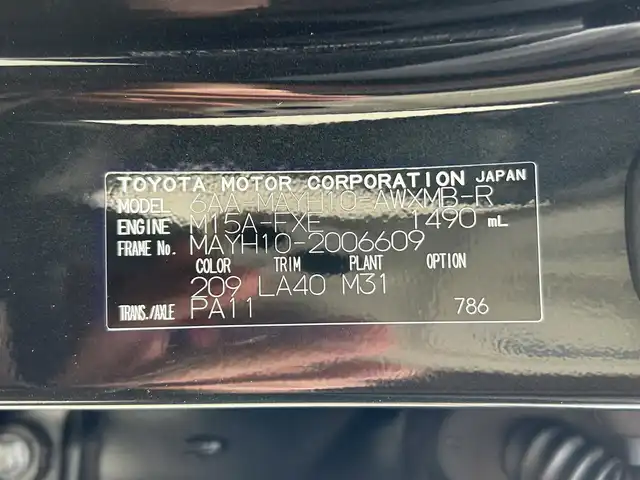 TOYOTA MOTOR CORPORATION JAPAN
MODEL 6AA-MAYH10-AWXMB-R
ENGINE M15A-FXE 1490 mL
FRAME No. MAYH10-2006609
COLOR TRIM PLANT OPTION
209 LA40 M31
TRANS./AXLE PA11 786